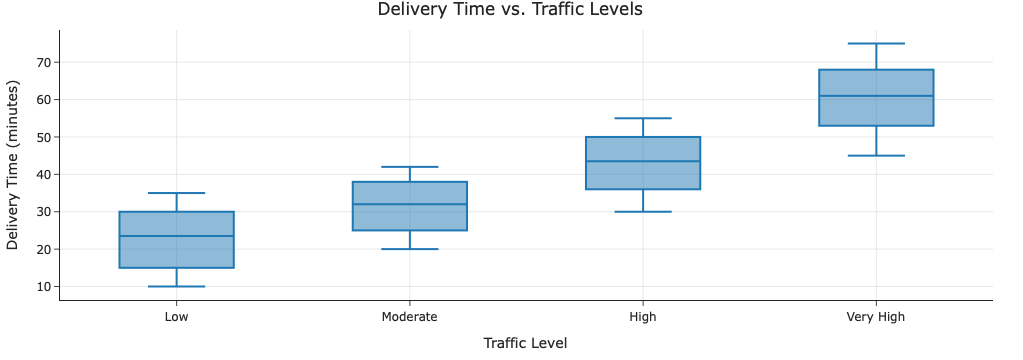 Delivery Time vs. Traffic Levels
Delivery Time (minutes)
70
60
50
40
30
20
10
Low
Moderate
High
Very High
Traffic Level